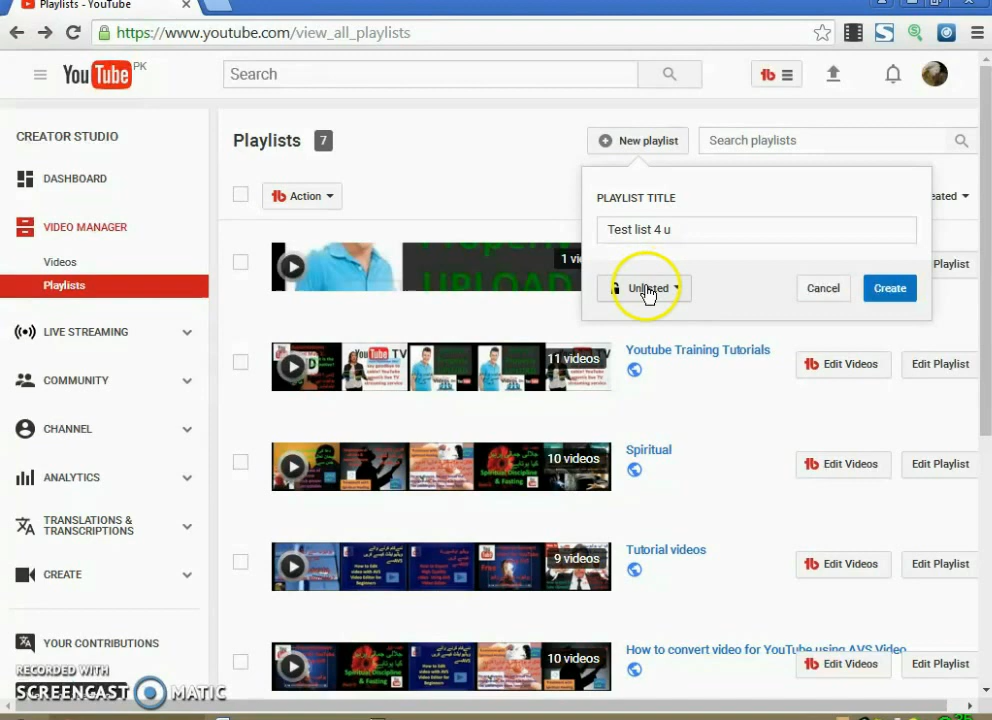 Playlists - YouTube
https://www.youtube.com/view_all_playlists
YouTube PK
Search
CREATOR STUDIO
DASHBOARD
VIDEO MANAGER
Videos
Playlists
LIVE STREAMING
COMMUNITY
CHANNEL
ANALYTICS
TRANSLATIONS &
TRANSCRIPTIONS
CREATE
YOUR CONTRIBUTIONS
RECORDED WITH
SCREENCAST MATIC
Playlists 7
New playlist
Search playlists
Action
PLAYLIST TITLE
Test list 4 u
Unlisted
Cancel
Create
UPLOAD
YouTube TV
11 videos
Youtube Training Tutorials
Edit Videos
Edit Playlist
10 videos
Spiritual
Edit Videos
Edit Playlist
9 videos
Tutorial videos
Edit Videos
Edit Playlist
10 videos
How to convert video for YouTube using AVS Video
Edit Videos
Edit Playlist